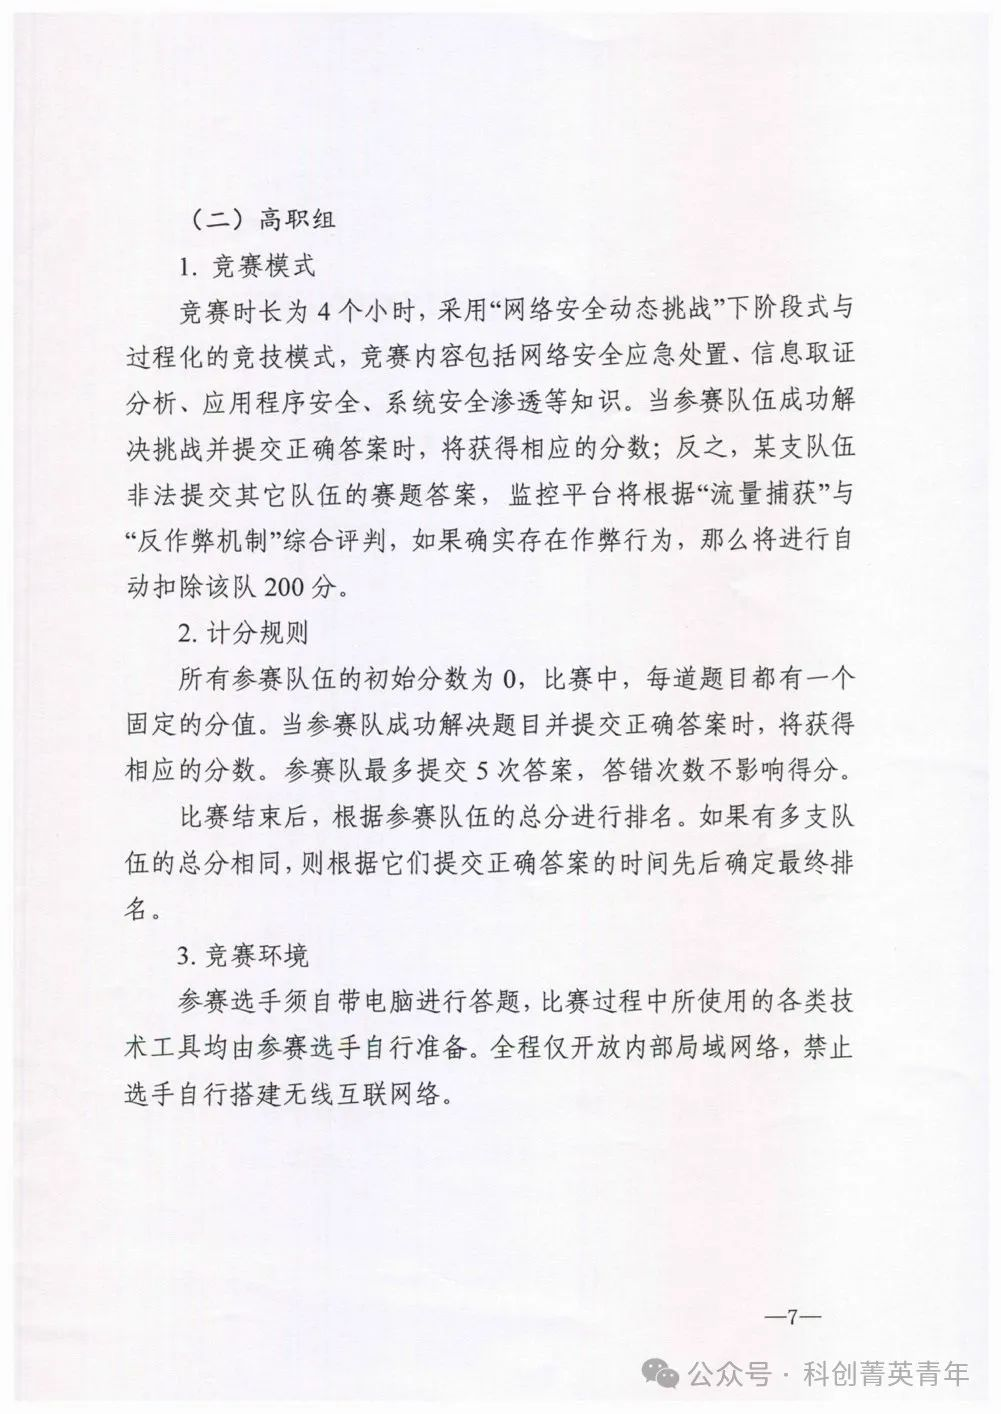 （二）高职组
1. 竞赛模式
竞赛时长为 4 个小时，采用“网络安全动态挑战”下阶段式与
过程化的竞技模式，竞赛内容包括网络安全应急处置、信息取证
分析、应用程序安全、系统安全渗透等知识。当参赛队伍成功解
决挑战并提交正确答案时，将获得相应的分数；反之，某支队伍
非法提交其它队伍的赛题答案，监控平台将根据“流量捕获”与
“反作弊机制”综合评判，如果确实存在作弊行为，那么将进行自
动扣除该队 200 分。
2. 计分规则
所有参赛队伍的初始分数为 0，比赛中，每道题目都有一个
固定的分值。当参赛队成功解决题目并提交正确答案时，将获得
相应的分数。参赛队最多提交 5 次答案，答错次数不影响得分。
比赛结束后，根据参赛队伍的总分进行排名。如果有多支队
伍的总分相同，则根据它们提交正确答案的时间先后确定最终排
名。
3. 竞赛环境
参赛选手须自带电脑进行答题，比赛过程中所使用的各类技
术工具均由参赛选手自行准备。全程仅开放内部局域网络，禁止
选手自行搭建无线互联网络。
—7—
公众号 · 科创菁英青年